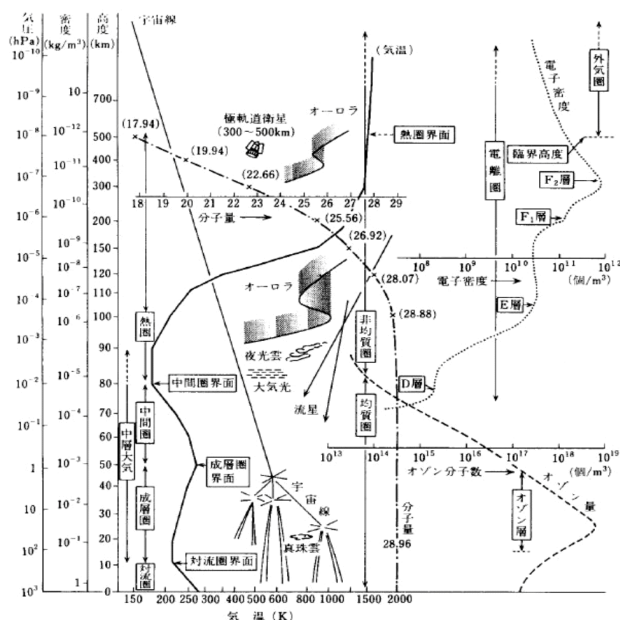 気圧 密度 高度
(hPa) (kg/m³) (km)
宇宙線
10⁻¹⁰
10⁻⁹
10⁻⁸
10⁻⁷
10⁻⁶
10⁻⁵
10⁻⁴
10⁻³
10⁻²
10⁻¹
1
10
10²
10³
10
10⁻¹²
10⁻¹¹
10⁻¹⁰
10⁻⁹
10⁻⁸
10⁻⁷
10⁻⁶
10⁻⁵
10⁻⁴
10⁻³
10⁻²
10⁻¹
1
700
500
400
300
200
150
120
100
80
70
60
50
40
30
20
10
0
(気温)
極軌道衛星
(300～500km)
オーロラ
熱圏界面
(17.94)
(19.94)
(22.66)
(25.56)
(26.92)
(28.07)
(28.88)
18 19 20 21 22 23 24 25 26 27 28 29
分子量
電子密度
外気圏
臨界高度
電離圏
F₂層
F₁層
10⁸ 10⁹ 10¹⁰ 10¹¹ 10¹²
電子密度 (個/m³)
E層
D層
オーロラ
夜光雲
大気光
流星
非均質圏
均質圏
熱圏
中間圏界面
中間圏
中層大気
成層圏界面
成層圏
対流圏界面
対流圏
宇宙線
真珠雲
分子量
28.96
10¹³ 10¹⁴ 10¹⁵ 10¹⁶ 10¹⁷ 10¹⁸ 10¹⁹
オゾン分子数 (個/m³)
オゾン量
オゾン層
150 200 300 400 500 600 800 1000 1500 2000
気 温 (K)